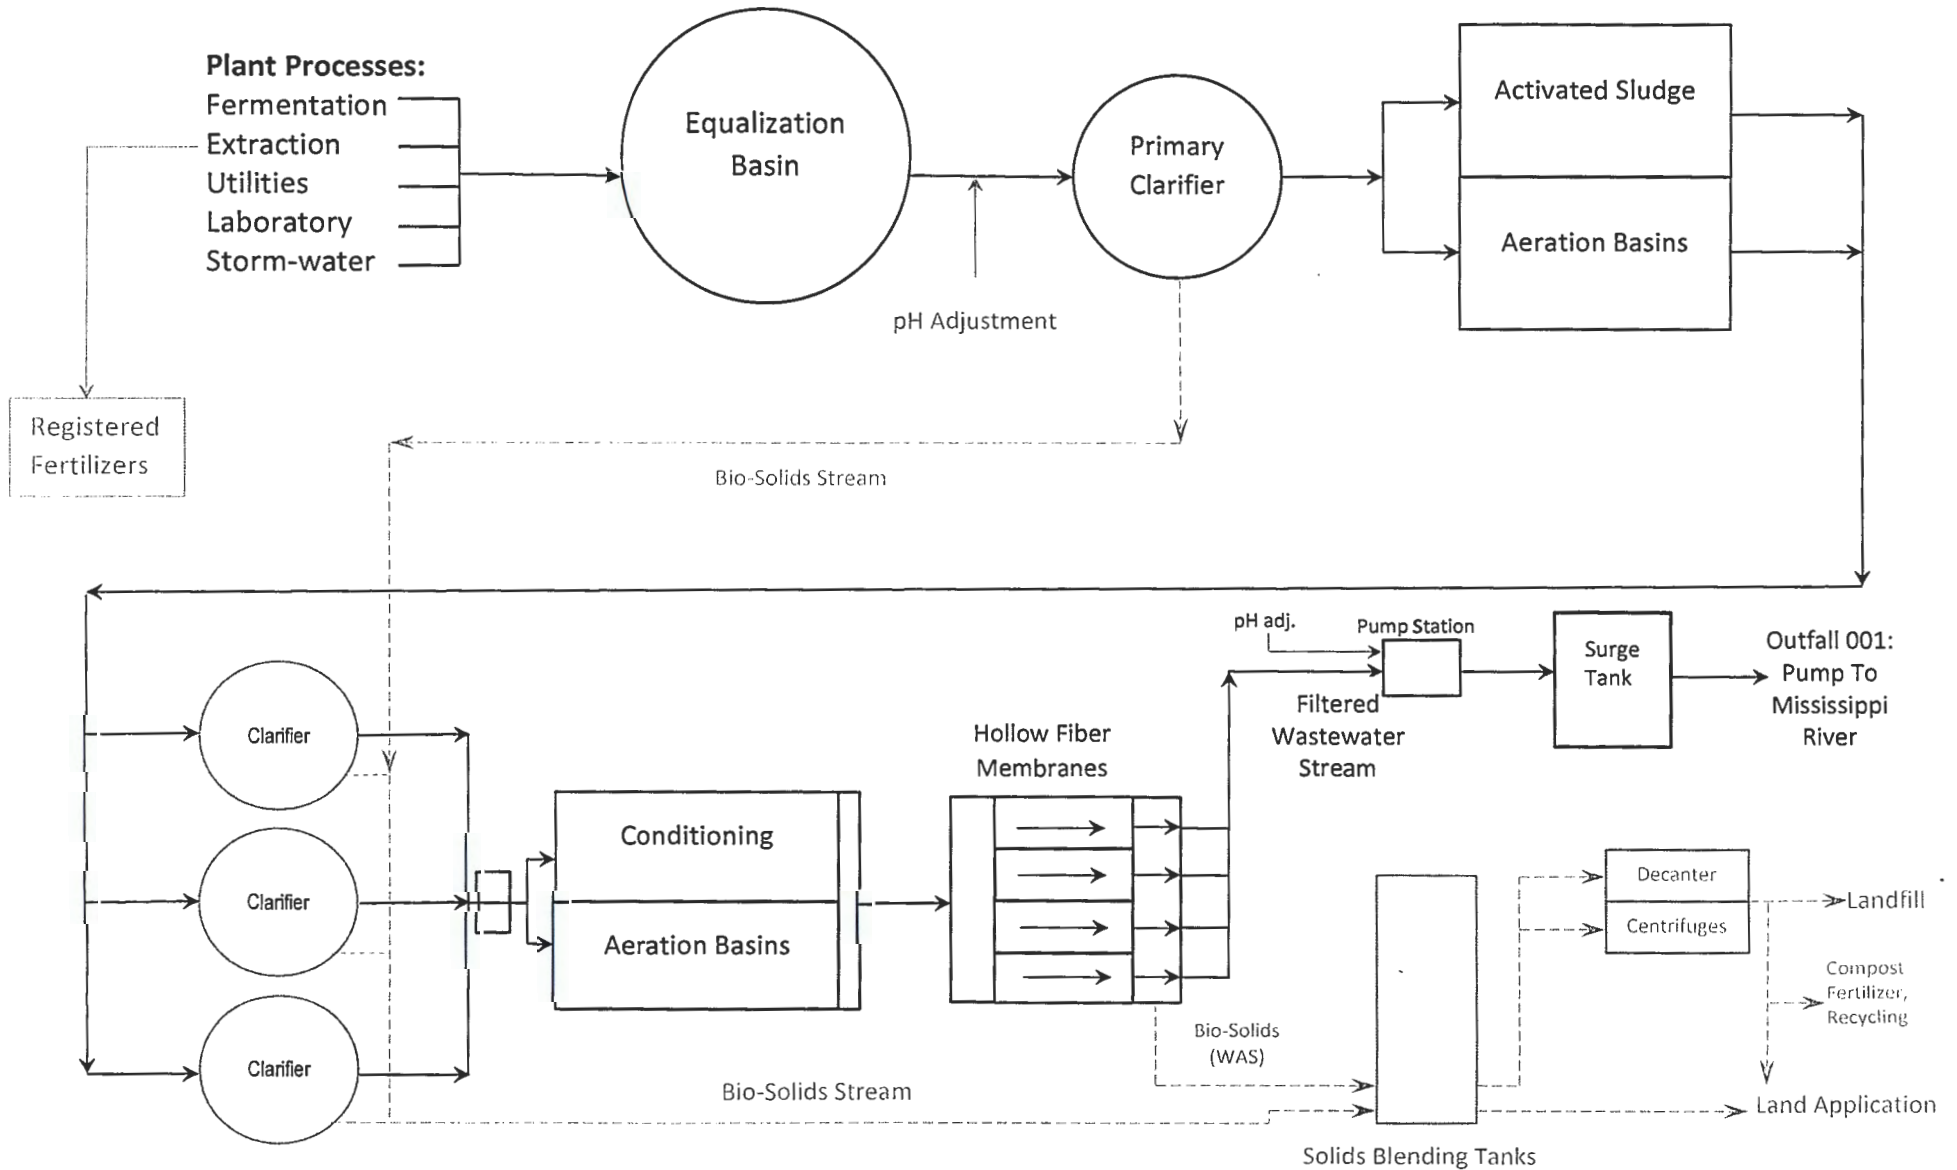 Plant Processes:
Fermentation
Extraction
Utilities
Laboratory
Storm-water
Equalization
Basin
pH Adjustment
Primary
Clarifier
Activated Sludge
Aeration Basins
Registered
Fertilizers
Bio-Solids Stream
pH adj.
Pump Station
Surge
Tank
Outfall 001:
Pump To
Mississippi
River
Filtered
Wastewater
Stream
Hollow Fiber
Membranes
Clarifier
Clarifier
Clarifier
Conditioning
Aeration Basins
Decanter
Centrifuges
Landfill
Compost
Fertilizer,
Recycling
Bio-Solids
(WAS)
Bio-Solids Stream
Land Application
Solids Blending Tanks